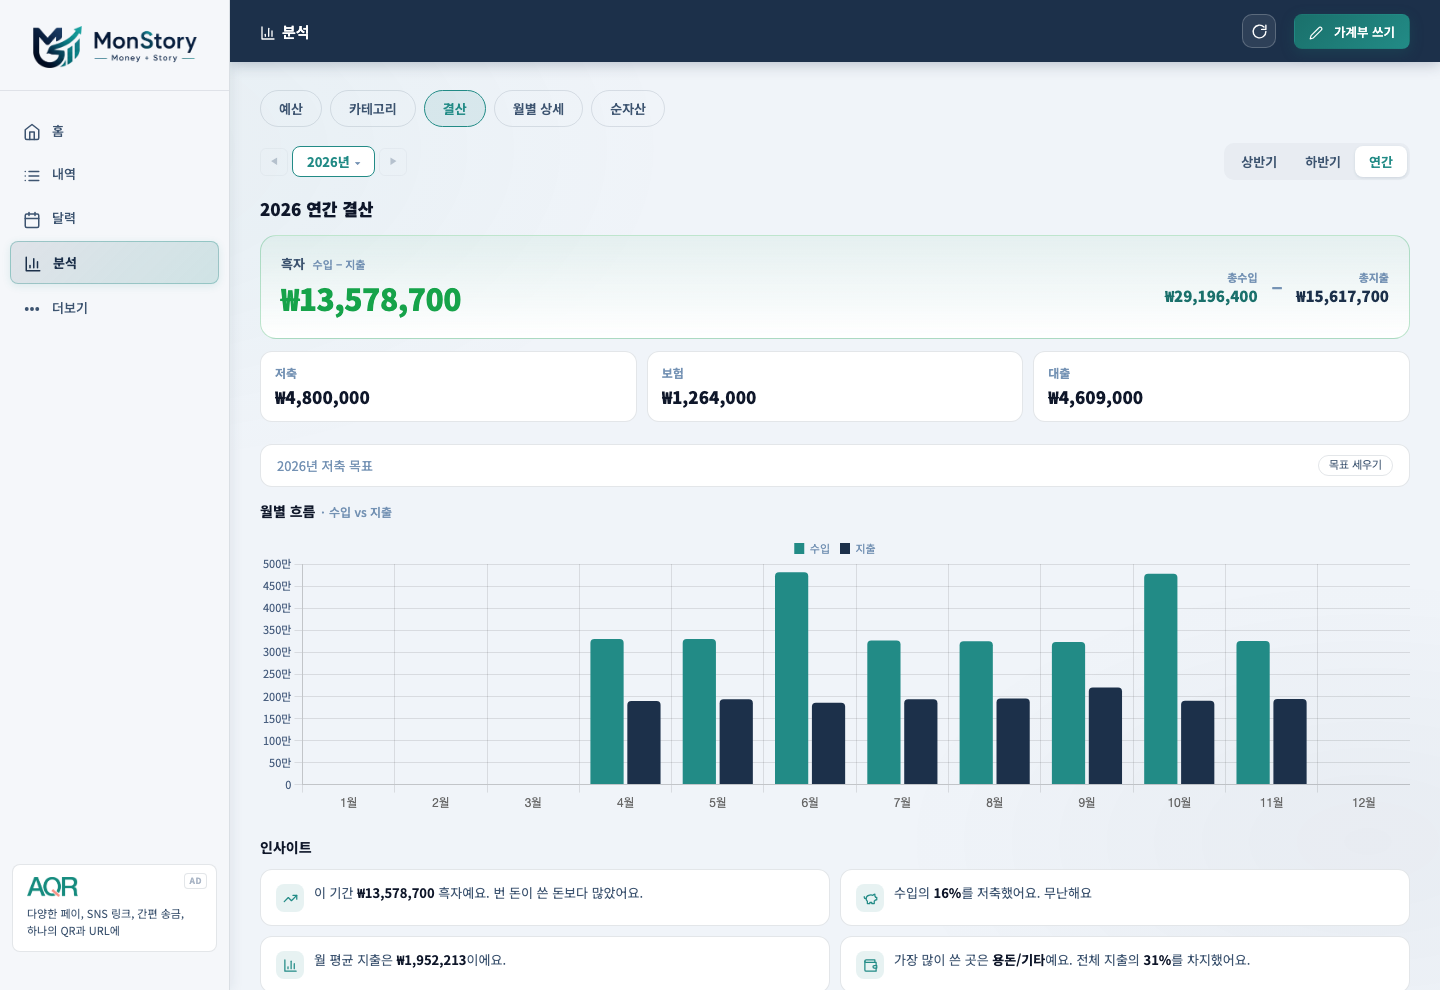 MonStory
Money + Story
홈
내역
달력
분석
더보기
AQR
AD
다양한 페이, SNS 링크, 간편 송금,
하나의 QR과 URL에
분석
가계부 쓰기
예산
카테고리
결산
월별 상세
순자산
2026년
상반기
하반기
연간
2026 연간 결산
흑자 수입 − 지출
₩13,578,700
총수입
₩29,196,400
−
총지출
₩15,617,700
저축
₩4,800,000
보험
₩1,264,000
대출
₩4,609,000
2026년 저축 목표
목표 세우기
월별 흐름 · 수입 vs 지출
수입 지출
500만
450만
400만
350만
300만
250만
200만
150만
100만
50만
0
1월 2월 3월 4월 5월 6월 7월 8월 9월 10월 11월 12월
인사이트
이 기간 ₩13,578,700 흑자예요. 번 돈이 쓴 돈보다 많았어요.
수입의 16%를 저축했어요. 무난해요
월 평균 지출은 ₩1,952,213이에요.
가장 많이 쓴 곳은 용돈/기타예요. 전체 지출의 31%를 차지했어요.